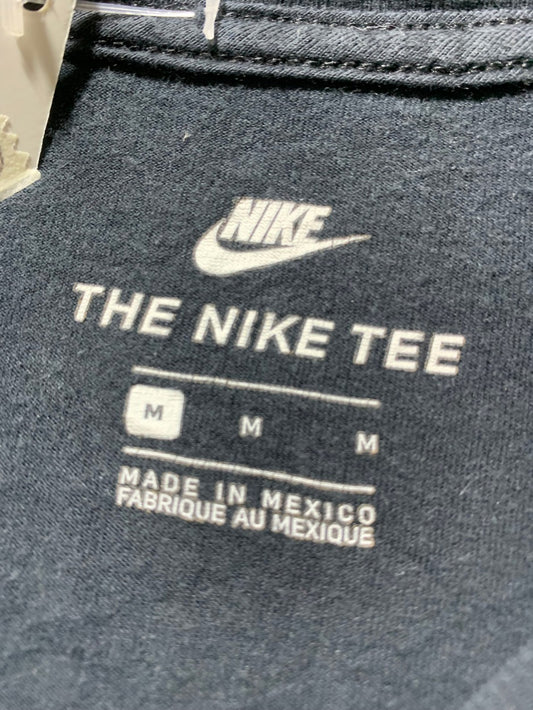 NIKE
THE NIKE TEE
M M M
MADE IN MEXICO
FABRIQUE AU MEXIQUE